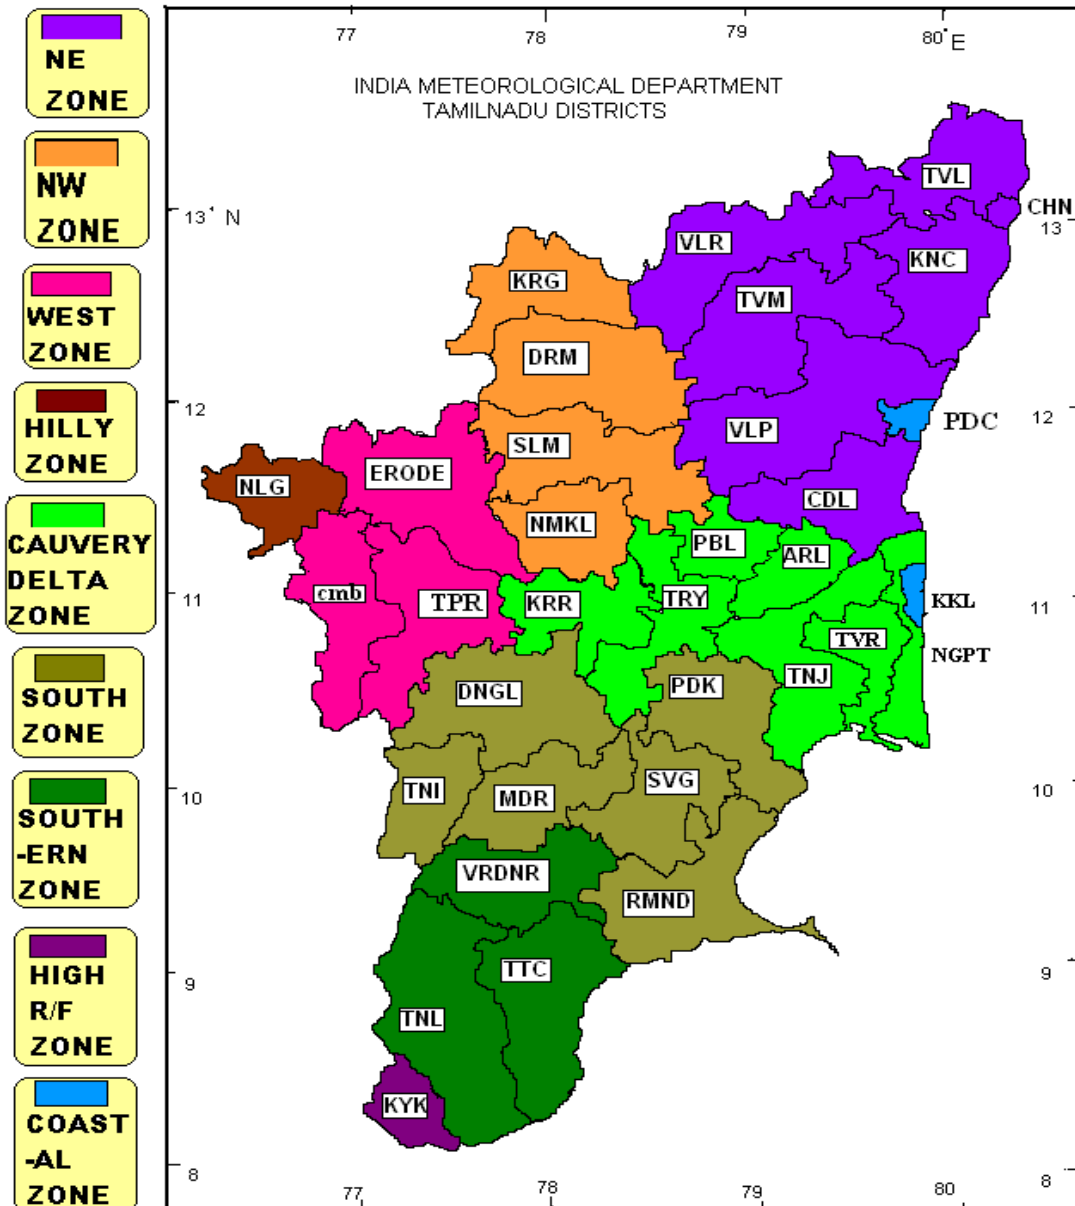 NE
ZONE
NW
ZONE
WEST
ZONE
HILLY
ZONE
CAUVERY
DELTA
ZONE
SOUTH
ZONE
SOUTH
-ERN
ZONE
HIGH
R/F
ZONE
COAST
-AL
ZONE
77 78 79 80° E
INDIA METEOROLOGICAL DEPARTMENT
TAMILNADU DISTRICTS
TVL
13° N
CHN
13
VLR
KNC
KRG
TVM
DRM
12
12
PDC
VLP
SLM
ERODE
NLG
CDL
NMKL
PBL
ARL
11
cmb
TPR
KRR
TRY
KKL
11
TVR
NGPT
DNGL
PDK
TNJ
10
TNI
MDR
SVG
10
VRDNR
RMND
TTC
9
9
TNL
KYK
8
8
77 78 79 80